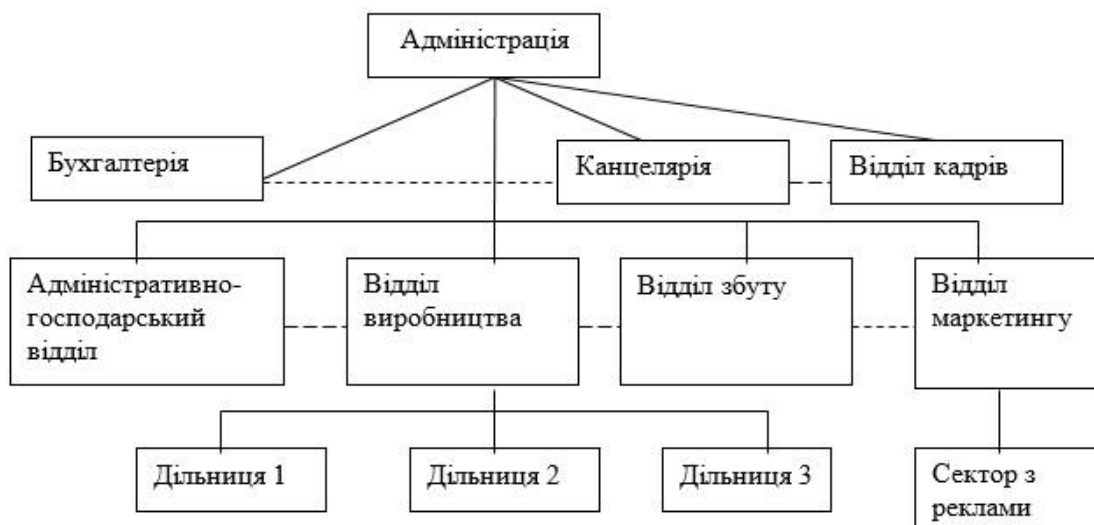 Адміністрація
Бухгалтерія
Канцелярія
Відділ кадрів
Адміністративно-
господарський
відділ
Відділ
виробництва
Відділ збуту
Відділ
маркетингу
Дільниця 1
Дільниця 2
Дільниця 3
Сектор з
реклами